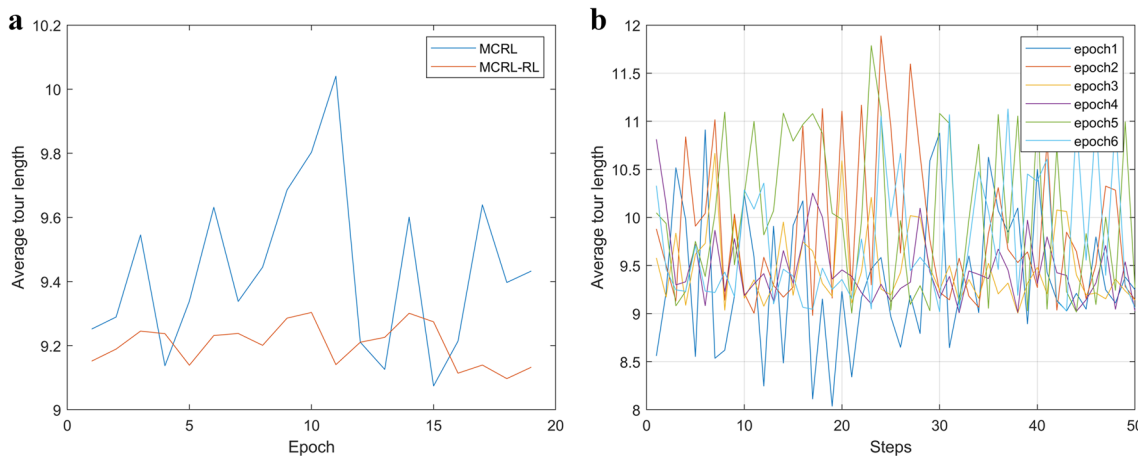 a
10.2
10
9.8
9.6
9.4
9.2
9
0
5
10
15
20
Average tour length
Epoch
MCRL
MCRL-RL
b
12
11.5
11
10.5
10
9.5
9
8.5
8
0
10
20
30
40
50
Average tour length
Steps
epoch1
epoch2
epoch3
epoch4
epoch5
epoch6